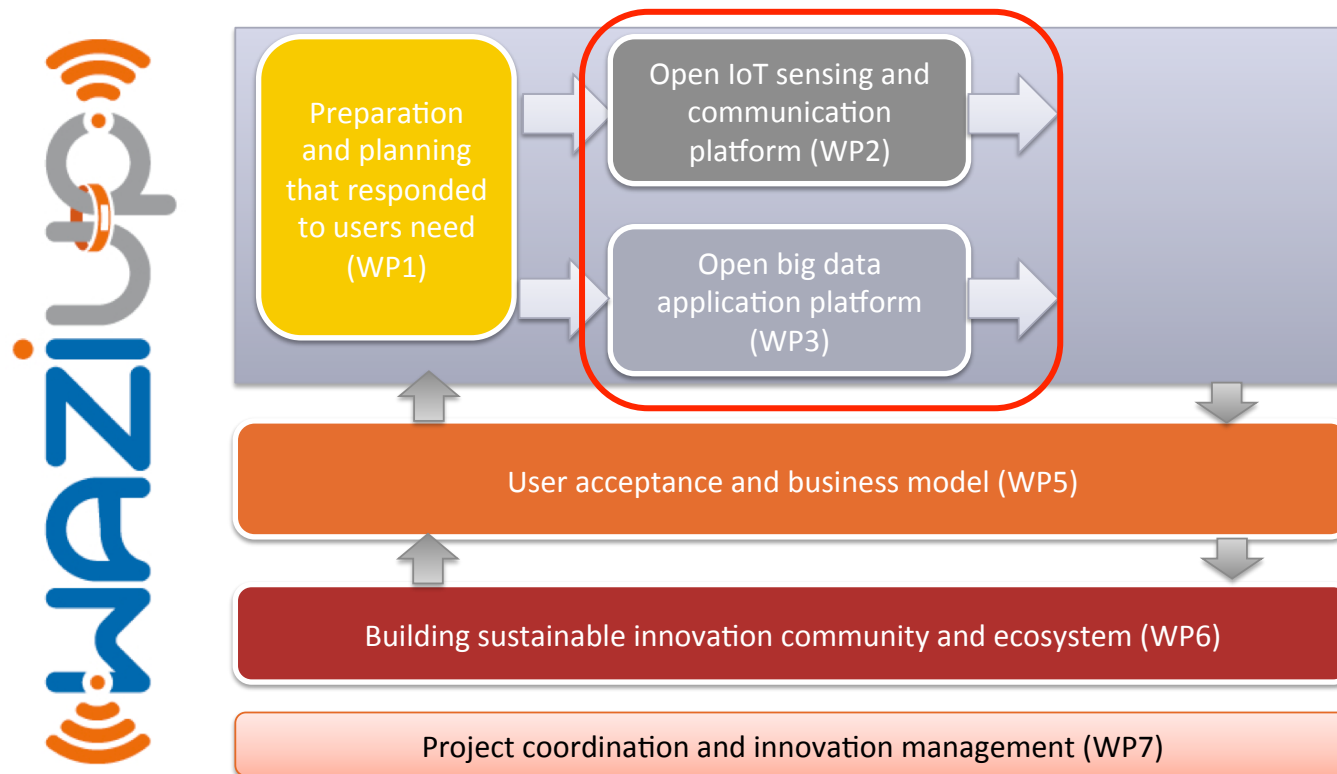 WAZIUP
Preparation
and planning
that responded
to users need
(WP1)
Open IoT sensing and
communication
platform (WP2)
Open big data
application platform
(WP3)
User acceptance and business model (WP5)
Building sustainable innovation community and ecosystem (WP6)
Project coordination and innovation management (WP7)